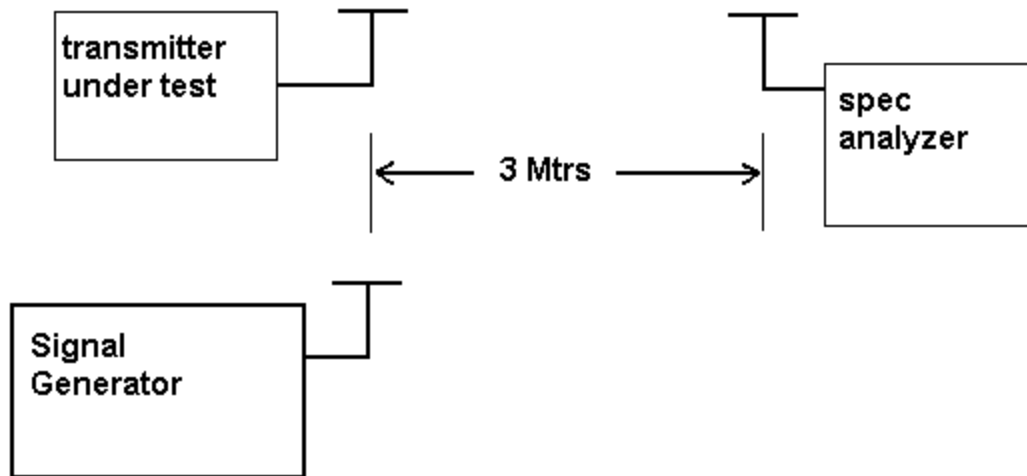 transmitter
under test
spec
analyzer
3 Mtrs
Signal
Generator